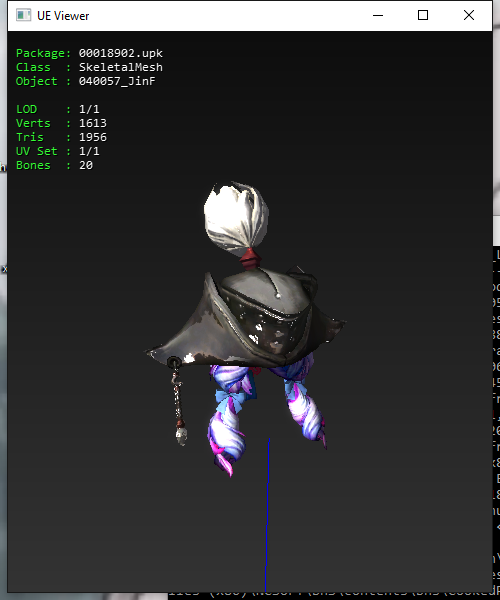 UE Viewer
Package: 00018902.upk
Class : SkeletalMesh
Object : 040057_JinF
LOD : 1/1
Verts : 1613
Tris : 1956
UV Set : 1/1
Bones : 20